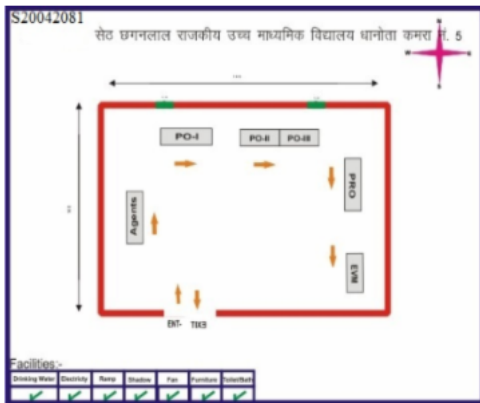 S20042081
सेठ छगनलाल राजकीय उच्च माध्यमिक विद्यालय धानोता कमरा नं. 5
PO-I
PO-II PO-III
PRO
Agents
EVM
ENT- EXIT
Facilities:-
Drinking Water Electricity Ramp Shadow Fan Furniture Toilet/Bath